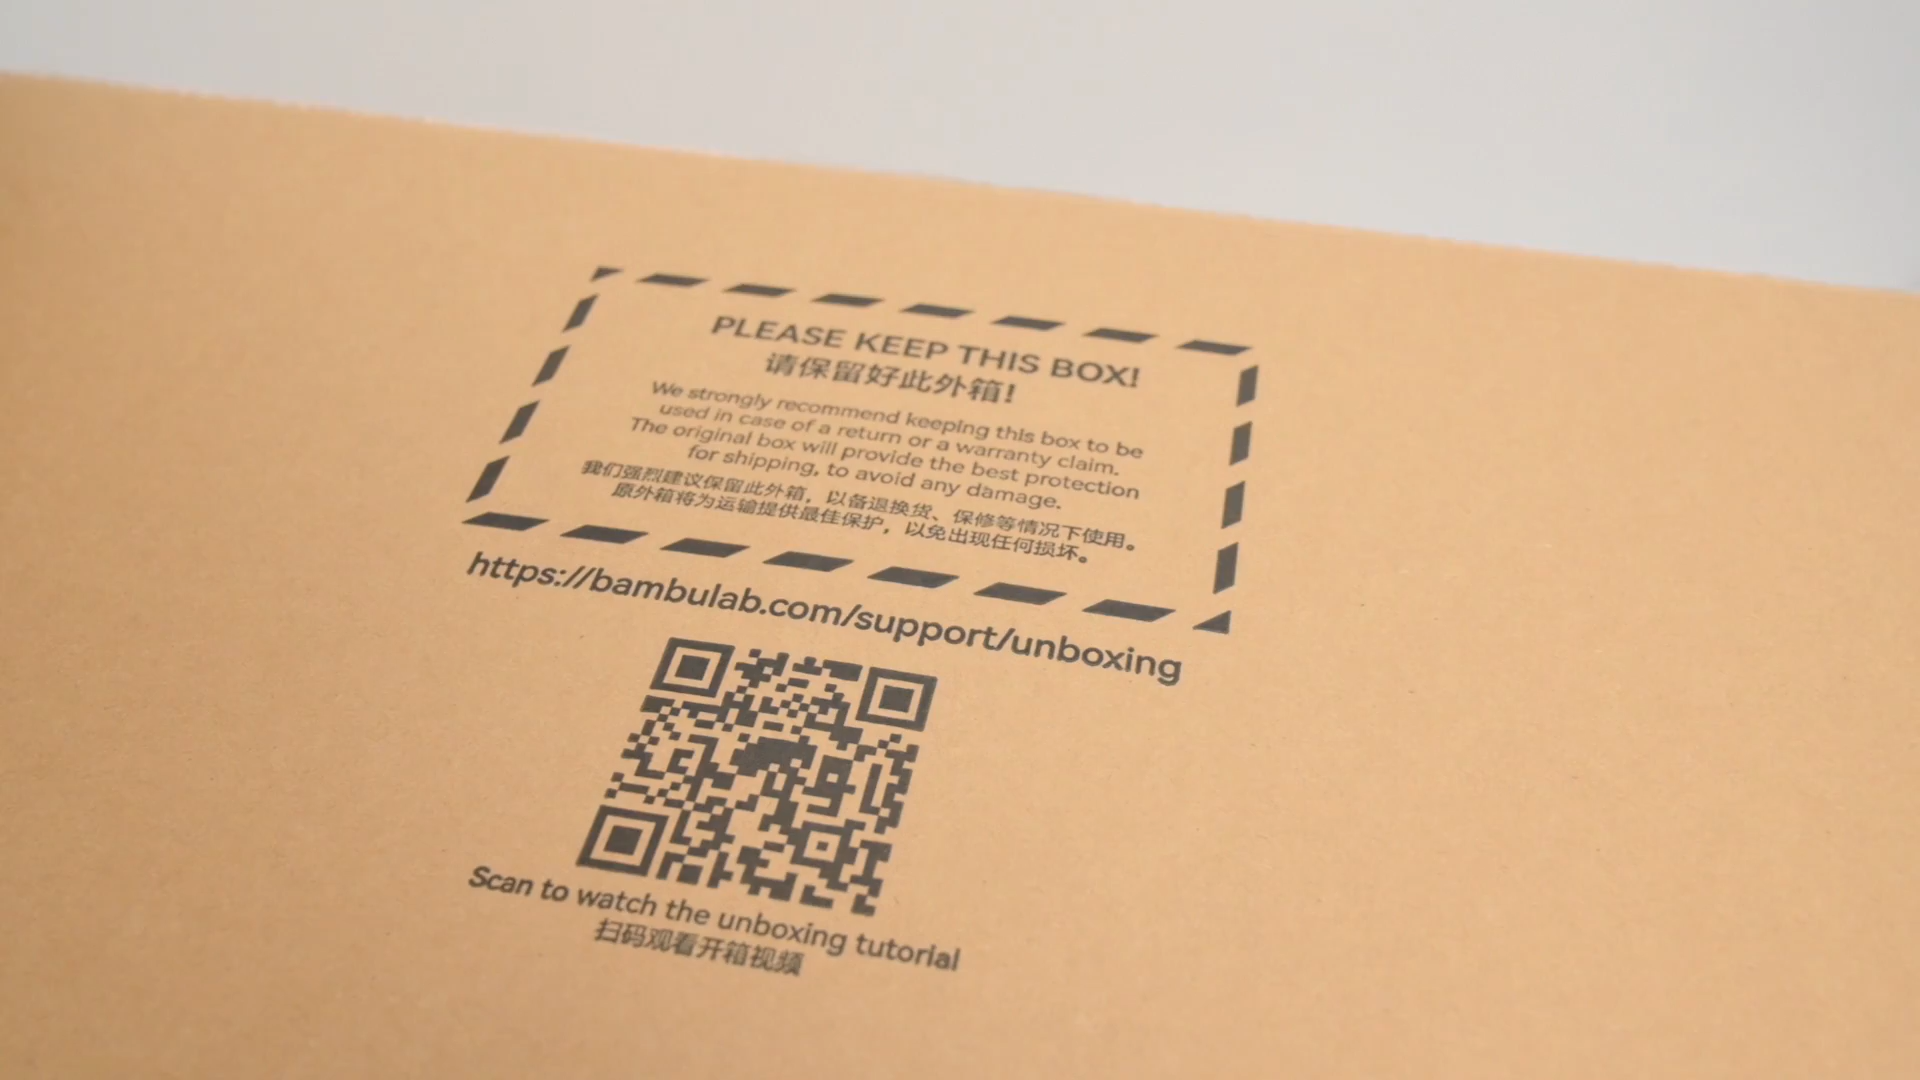 PLEASE KEEP THIS BOX!
请保留好此外箱!
We strongly recommend keeping this box to be
used in case of a return or a warranty claim.
The original box will provide the best protection
for shipping, to avoid any damage.
我们强烈建议保留此外箱，以备退换货、保修等情况下使用。
原外箱将为运输提供最佳保护，以免出现任何损坏。
https://bambulab.com/support/unboxing
Scan to watch the unboxing tutorial
扫码观看开箱视频